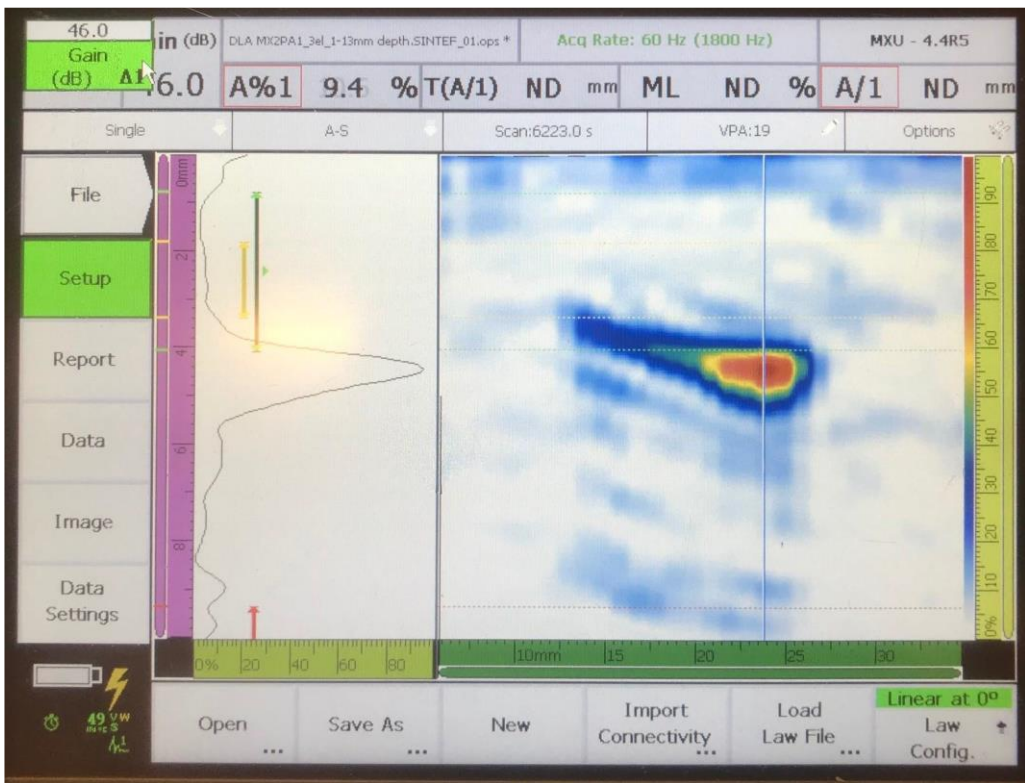 46.0
Gain
(dB) Δ1
in (dB)
46.0
DLA MX2PA1_3el_1-13mm depth.SINTEF_01.ops *
Acq Rate: 60 Hz (1800 Hz)
MXU - 4.4R5
A%1 9.4 %
T(A/1) ND mm
ML ND %
A/1 ND mm
Single
A-S
Scan:6223.0 s
VPA:19
Options
File
Setup
Report
Data
Image
Data
Settings
0mm
2
4
6
8
0% 20 40 60 80
10mm 15 20 25 30
90
80
70
60
50
40
30
20
10
0%
49
Open
...
Save As
...
New
Import
Connectivity
...
Load
Law File
...
Linear at 0º
Law
Config.